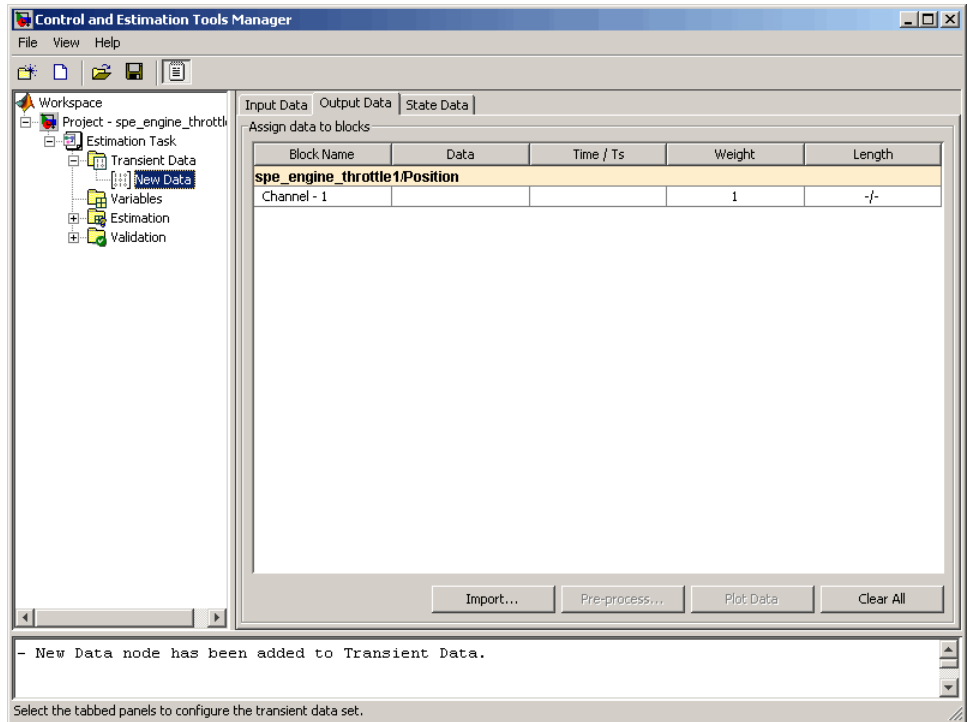 Control and Estimation Tools Manager
File View Help
Workspace
Project - spe_engine_throttl
Estimation Task
Transient Data
New Data
Variables
Estimation
Validation
Input Data Output Data State Data
Assign data to blocks
Block Name Data Time / Ts Weight Length
spe_engine_throttle1/Position
Channel - 1 1 -/-
Import... Pre-process... Plot Data Clear All
- New Data node has been added to Transient Data.
Select the tabbed panels to configure the transient data set.